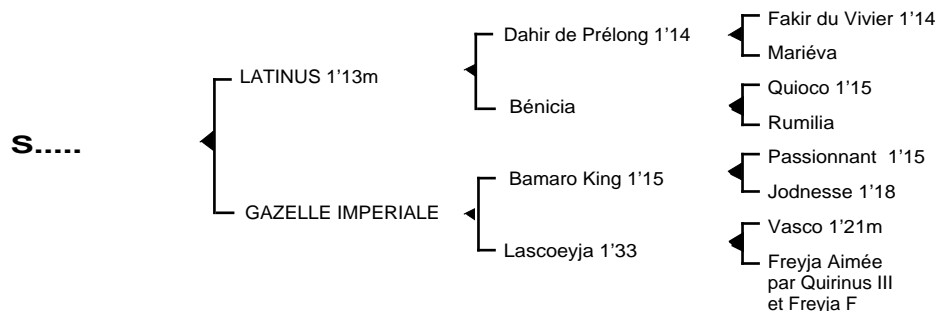 S.....
LATINUS 1'13m
GAZELLE IMPERIALE
Dahir de Prélong 1'14
Bénicia
Bamaro King 1'15
Lascoeyja 1'33
Fakir du Vivier 1'14
Mariéva
Quioco 1'15
Rumilia
Passionnant 1'15
Jodnesse 1'18
Vasco 1'21m
Freyja Aimée
par Quirinus III
et Freyja F